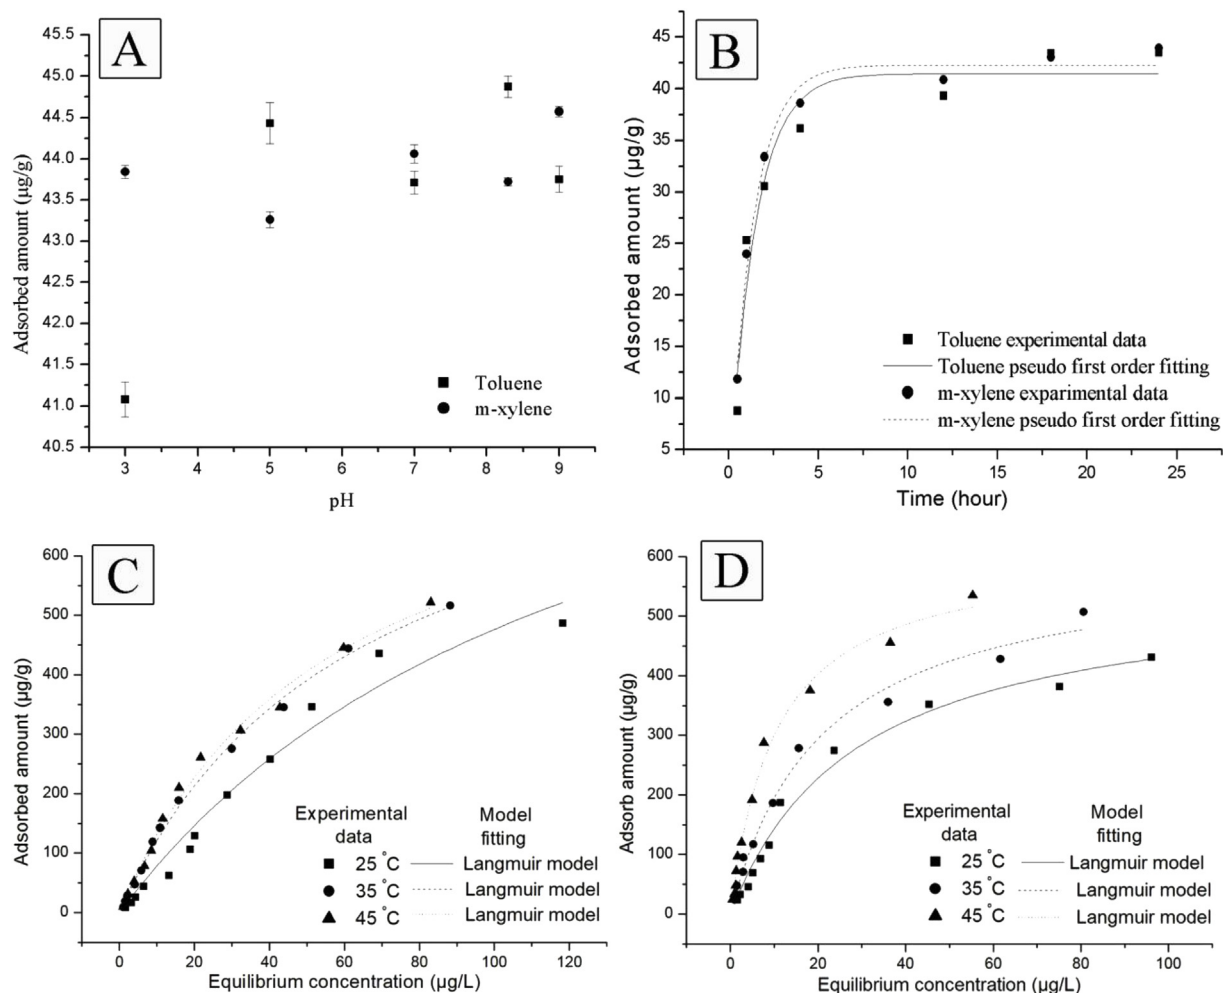 A
45.5
45.0
44.5
44.0
43.5
43.0
42.5
42.0
41.5
41.0
40.5
Adsorbed amount (µg/g)
Toluene
m-xylene
3 4 5 6 7 8 9
pH
B
45
40
35
30
25
20
15
10
5
Adsorbed amount (µg/g)
Toluene experimental data
Toluene pseudo first order fitting
m-xylene exparimental data
m-xylene pseudo first order fitting
0 5 10 15 20 25
Time (hour)
C
600
500
400
300
200
100
0
Adsorbed amount (µg/g)
Experimental Model
data fitting
25 °C Langmuir model
35 °C Langmuir model
45 °C Langmuir model
0 20 40 60 80 100 120
Equilibrium concentration (µg/L)
D
600
500
400
300
200
100
0
Adsorb amount (µg/g)
Experimental Model
data fitting
25 °C Langmuir model
35 °C Langmuir model
45 °C Langmuir model
0 20 40 60 80 100
Equilibrium concentration (µg/L)